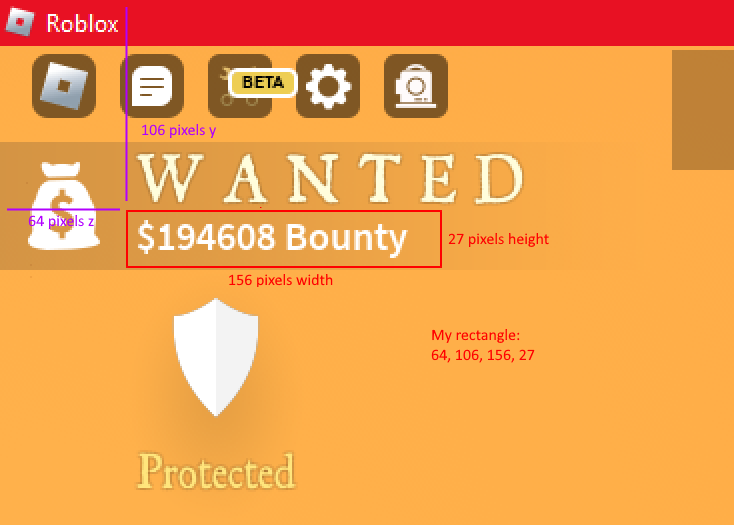 Roblox
BETA
106 pixels y
WANTED
64 pixels z
$194608 Bounty
27 pixels height
156 pixels width
My rectangle:
64, 106, 156, 27
Protected